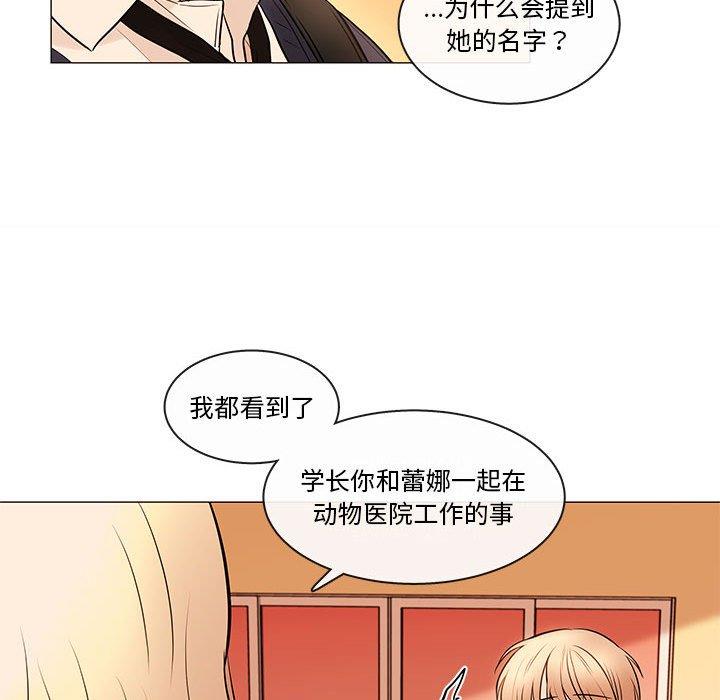 ...为什么会提到
她的名字？
我都看到了
学长你和蕾娜一起在
动物医院工作的事